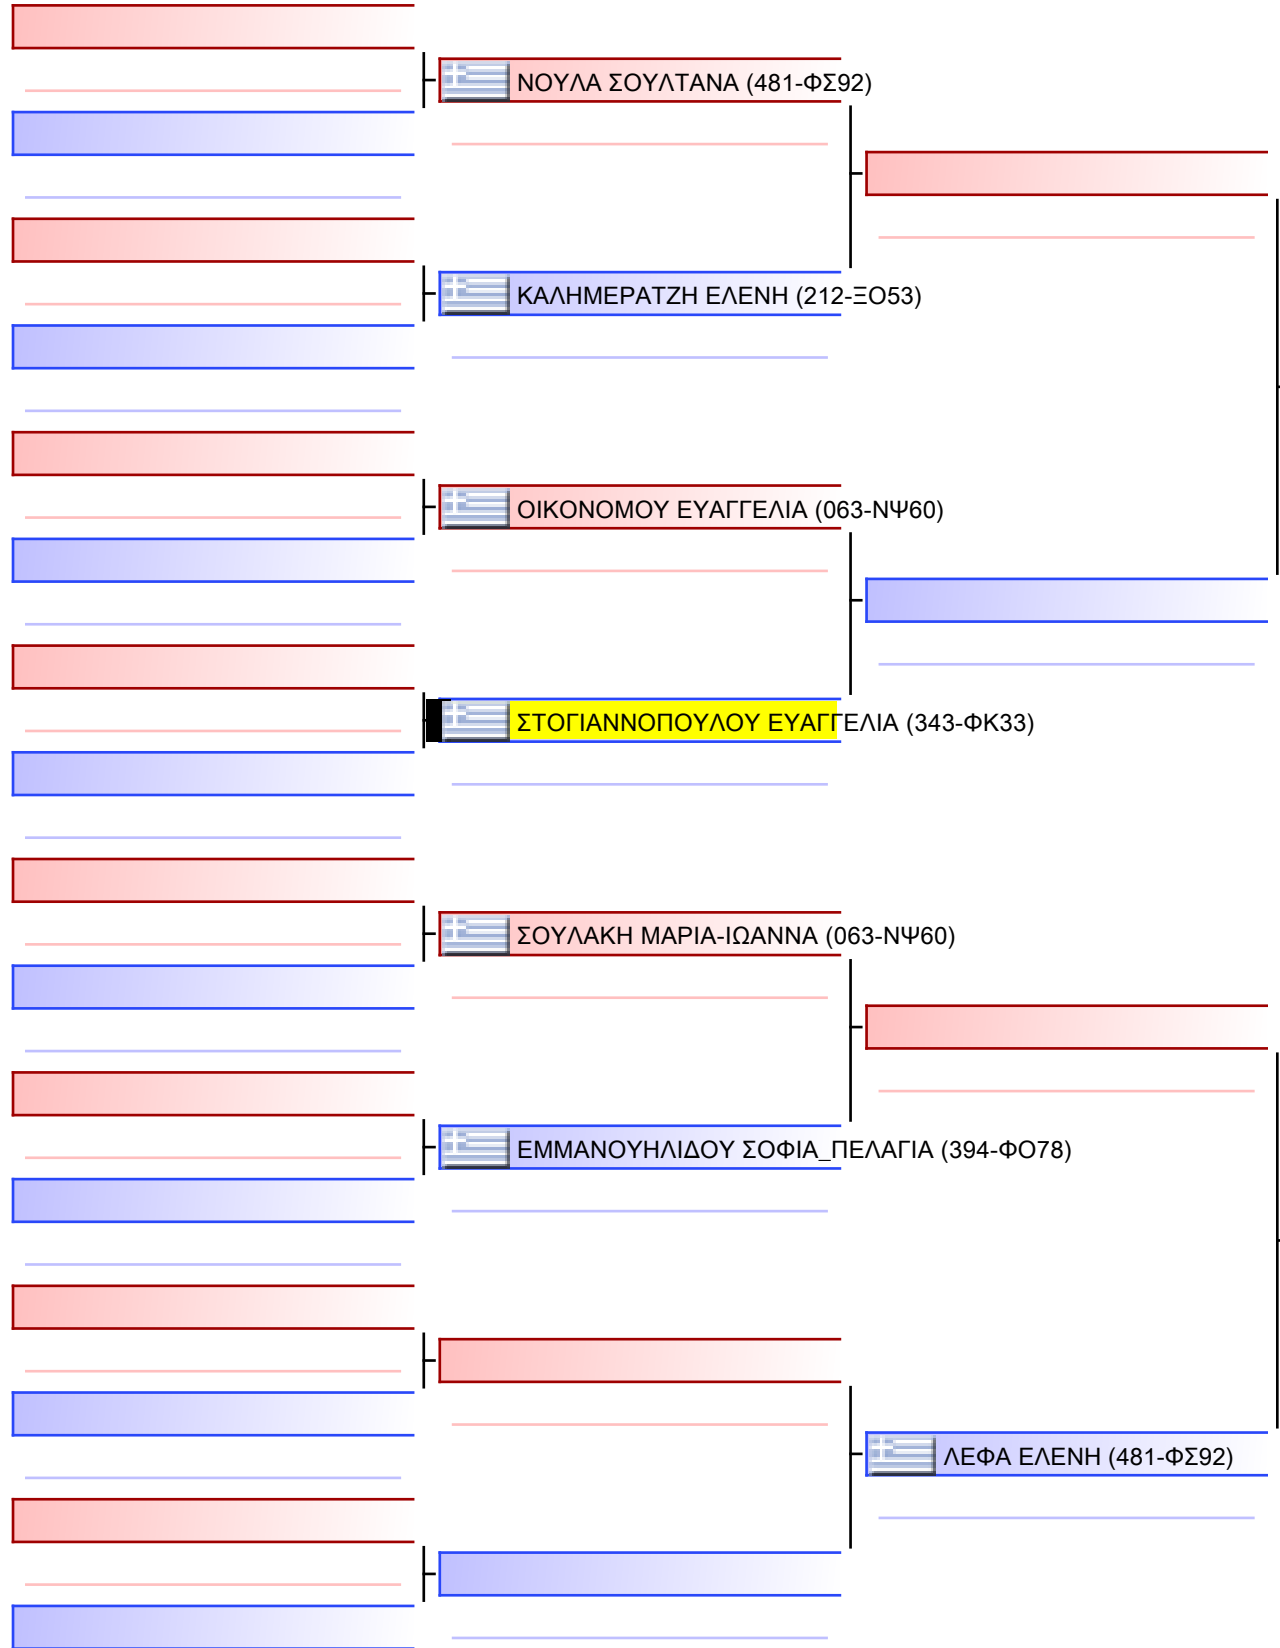 ΝΟΥΛΑ ΣΟΥΛΤΑΝΑ (481-ΦΣ92)
ΚΑΛΗΜΕΡΑΤΖΗ ΕΛΕΝΗ (212-ΞΟ53)
ΟΙΚΟΝΟΜΟΥ ΕΥΑΓΓΕΛΙΑ (063-ΝΨ60)
ΣΤΟΓΙΑΝΝΟΠΟΥΛΟΥ ΕΥΑΓΓΕΛΙΑ (343-ΦΚ33)
ΣΟΥΛΑΚΗ ΜΑΡΙΑ-ΙΩΑΝΝΑ (063-ΝΨ60)
ΕΜΜΑΝΟΥΗΛΙΔΟΥ ΣΟΦΙΑ_ΠΕΛΑΓΙΑ (394-ΦΟ78)
ΛΕΦΑ ΕΛΕΝΗ (481-ΦΣ92)